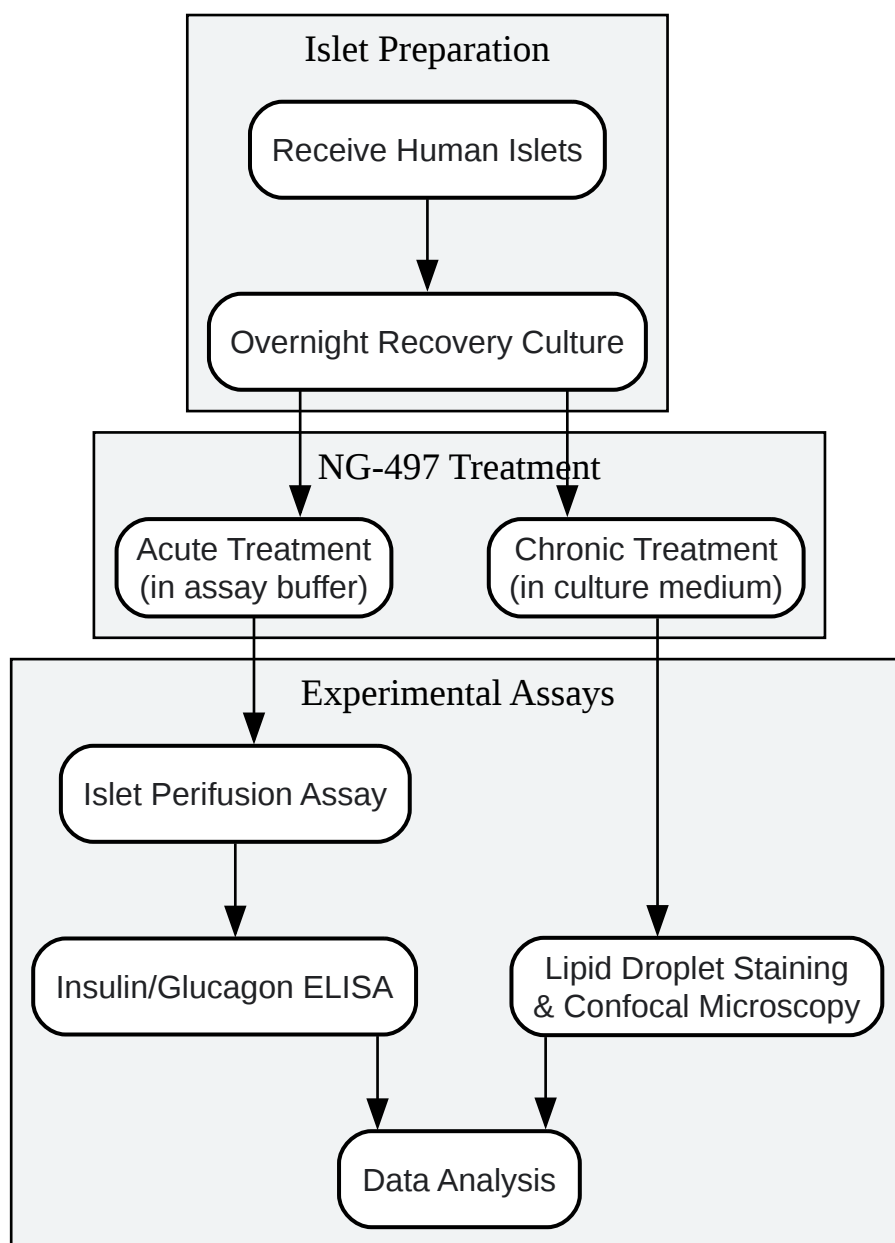 Islet Preparation
Receive Human Islets
Overnight Recovery Culture
NG-497 Treatment
Acute Treatment
(in assay buffer)
Chronic Treatment
(in culture medium)
Experimental Assays
Islet Perifusion Assay
Insulin/Glucagon ELISA
Lipid Droplet Staining
& Confocal Microscopy
Data Analysis